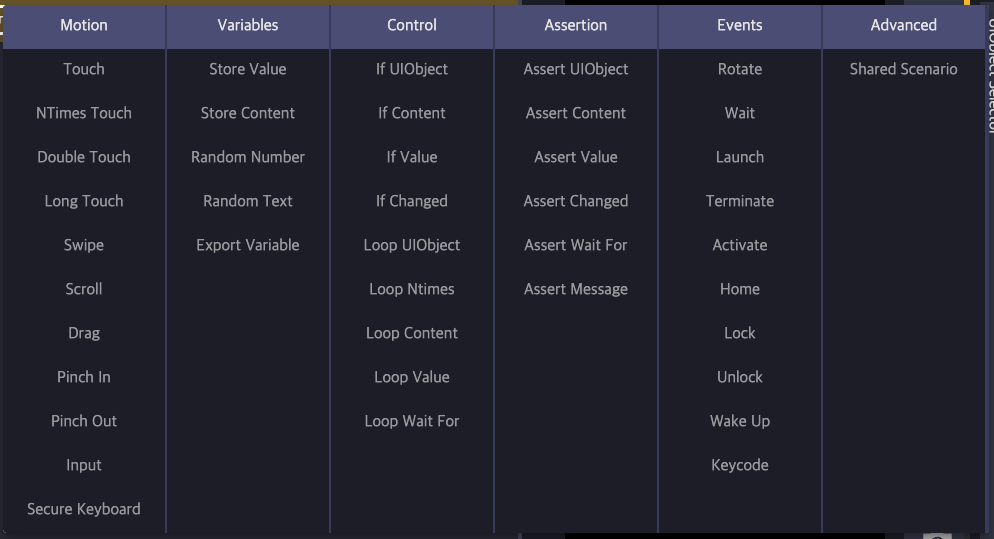 Motion Variables Control Assertion Events Advanced
Touch Store Value If UIObject Assert UIObject Rotate Shared Scenario
NTimes Touch Store Content If Content Assert Content Wait
Double Touch Random Number If Value Assert Value Launch
Long Touch Random Text If Changed Assert Changed Terminate
Swipe Export Variable Loop UIObject Assert Wait For Activate
Scroll Loop Ntimes Assert Message Home
Drag Loop Content Lock
Pinch In Loop Value Unlock
Pinch Out Loop Wait For Wake Up
Input Keycode
Secure Keyboard
UIObject Selector